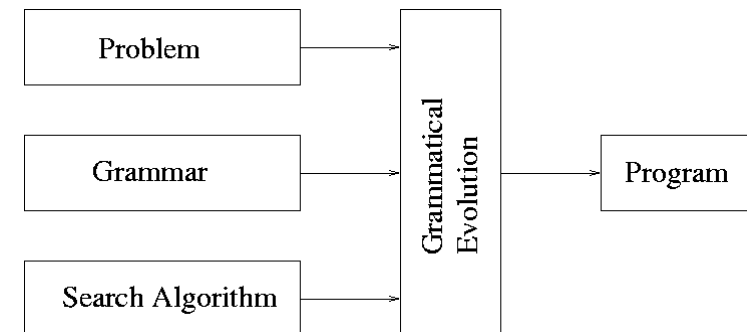 Problem
Grammar
Search Algorithm
Grammatical
Evolution
Program